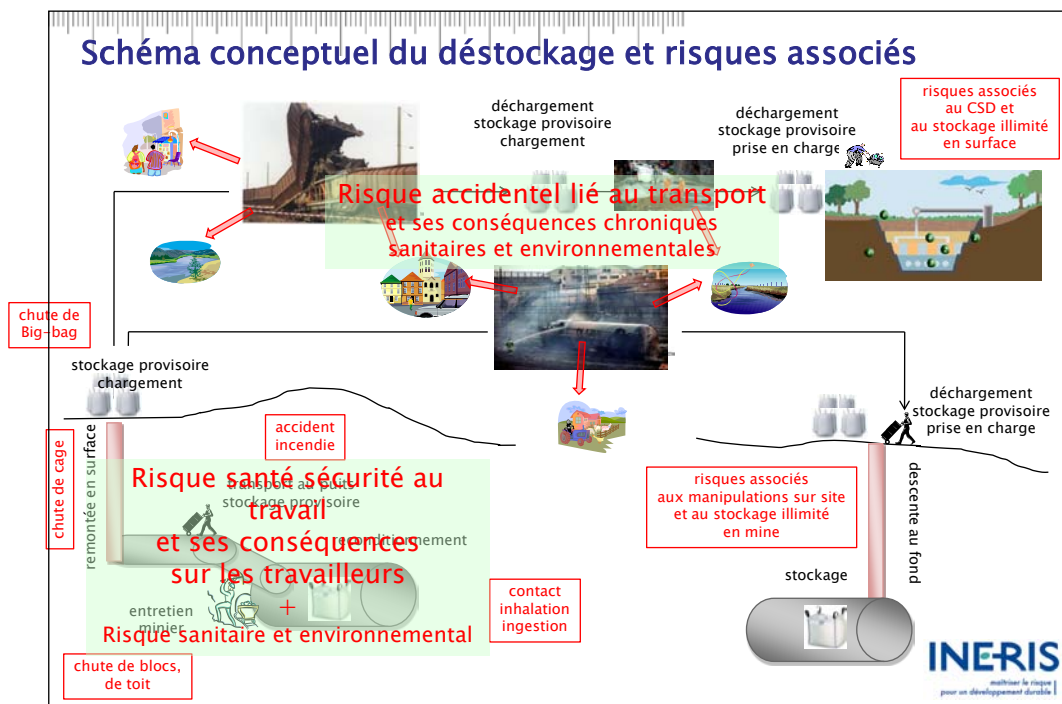 Schéma conceptuel du déstockage et risques associés
risques associés
au CSD et
au stockage illimité
en surface
déchargement
stockage provisoire
chargement
déchargement
stockage provisoire
prise en charge
Risque accidentel lié au transport
et ses conséquences chroniques
sanitaires et environnementales
chute de
Big-bag
stockage provisoire
chargement
déchargement
stockage provisoire
prise en charge
accident
incendie
chute de cage
remontée en surface
Risque santé sécurité au
travail
et ses conséquences
sur les travailleurs
+
Risque sanitaire et environnemental
transport au puits
stockage provisoire
reconditionnement
entretien
minier
risques associés
aux manipulations sur site
et au stockage illimité
en mine
descente au fond
stockage
contact
inhalation
ingestion
chute de blocs,
de toit
INERIS
maîtriser le risque
pour un développement durable